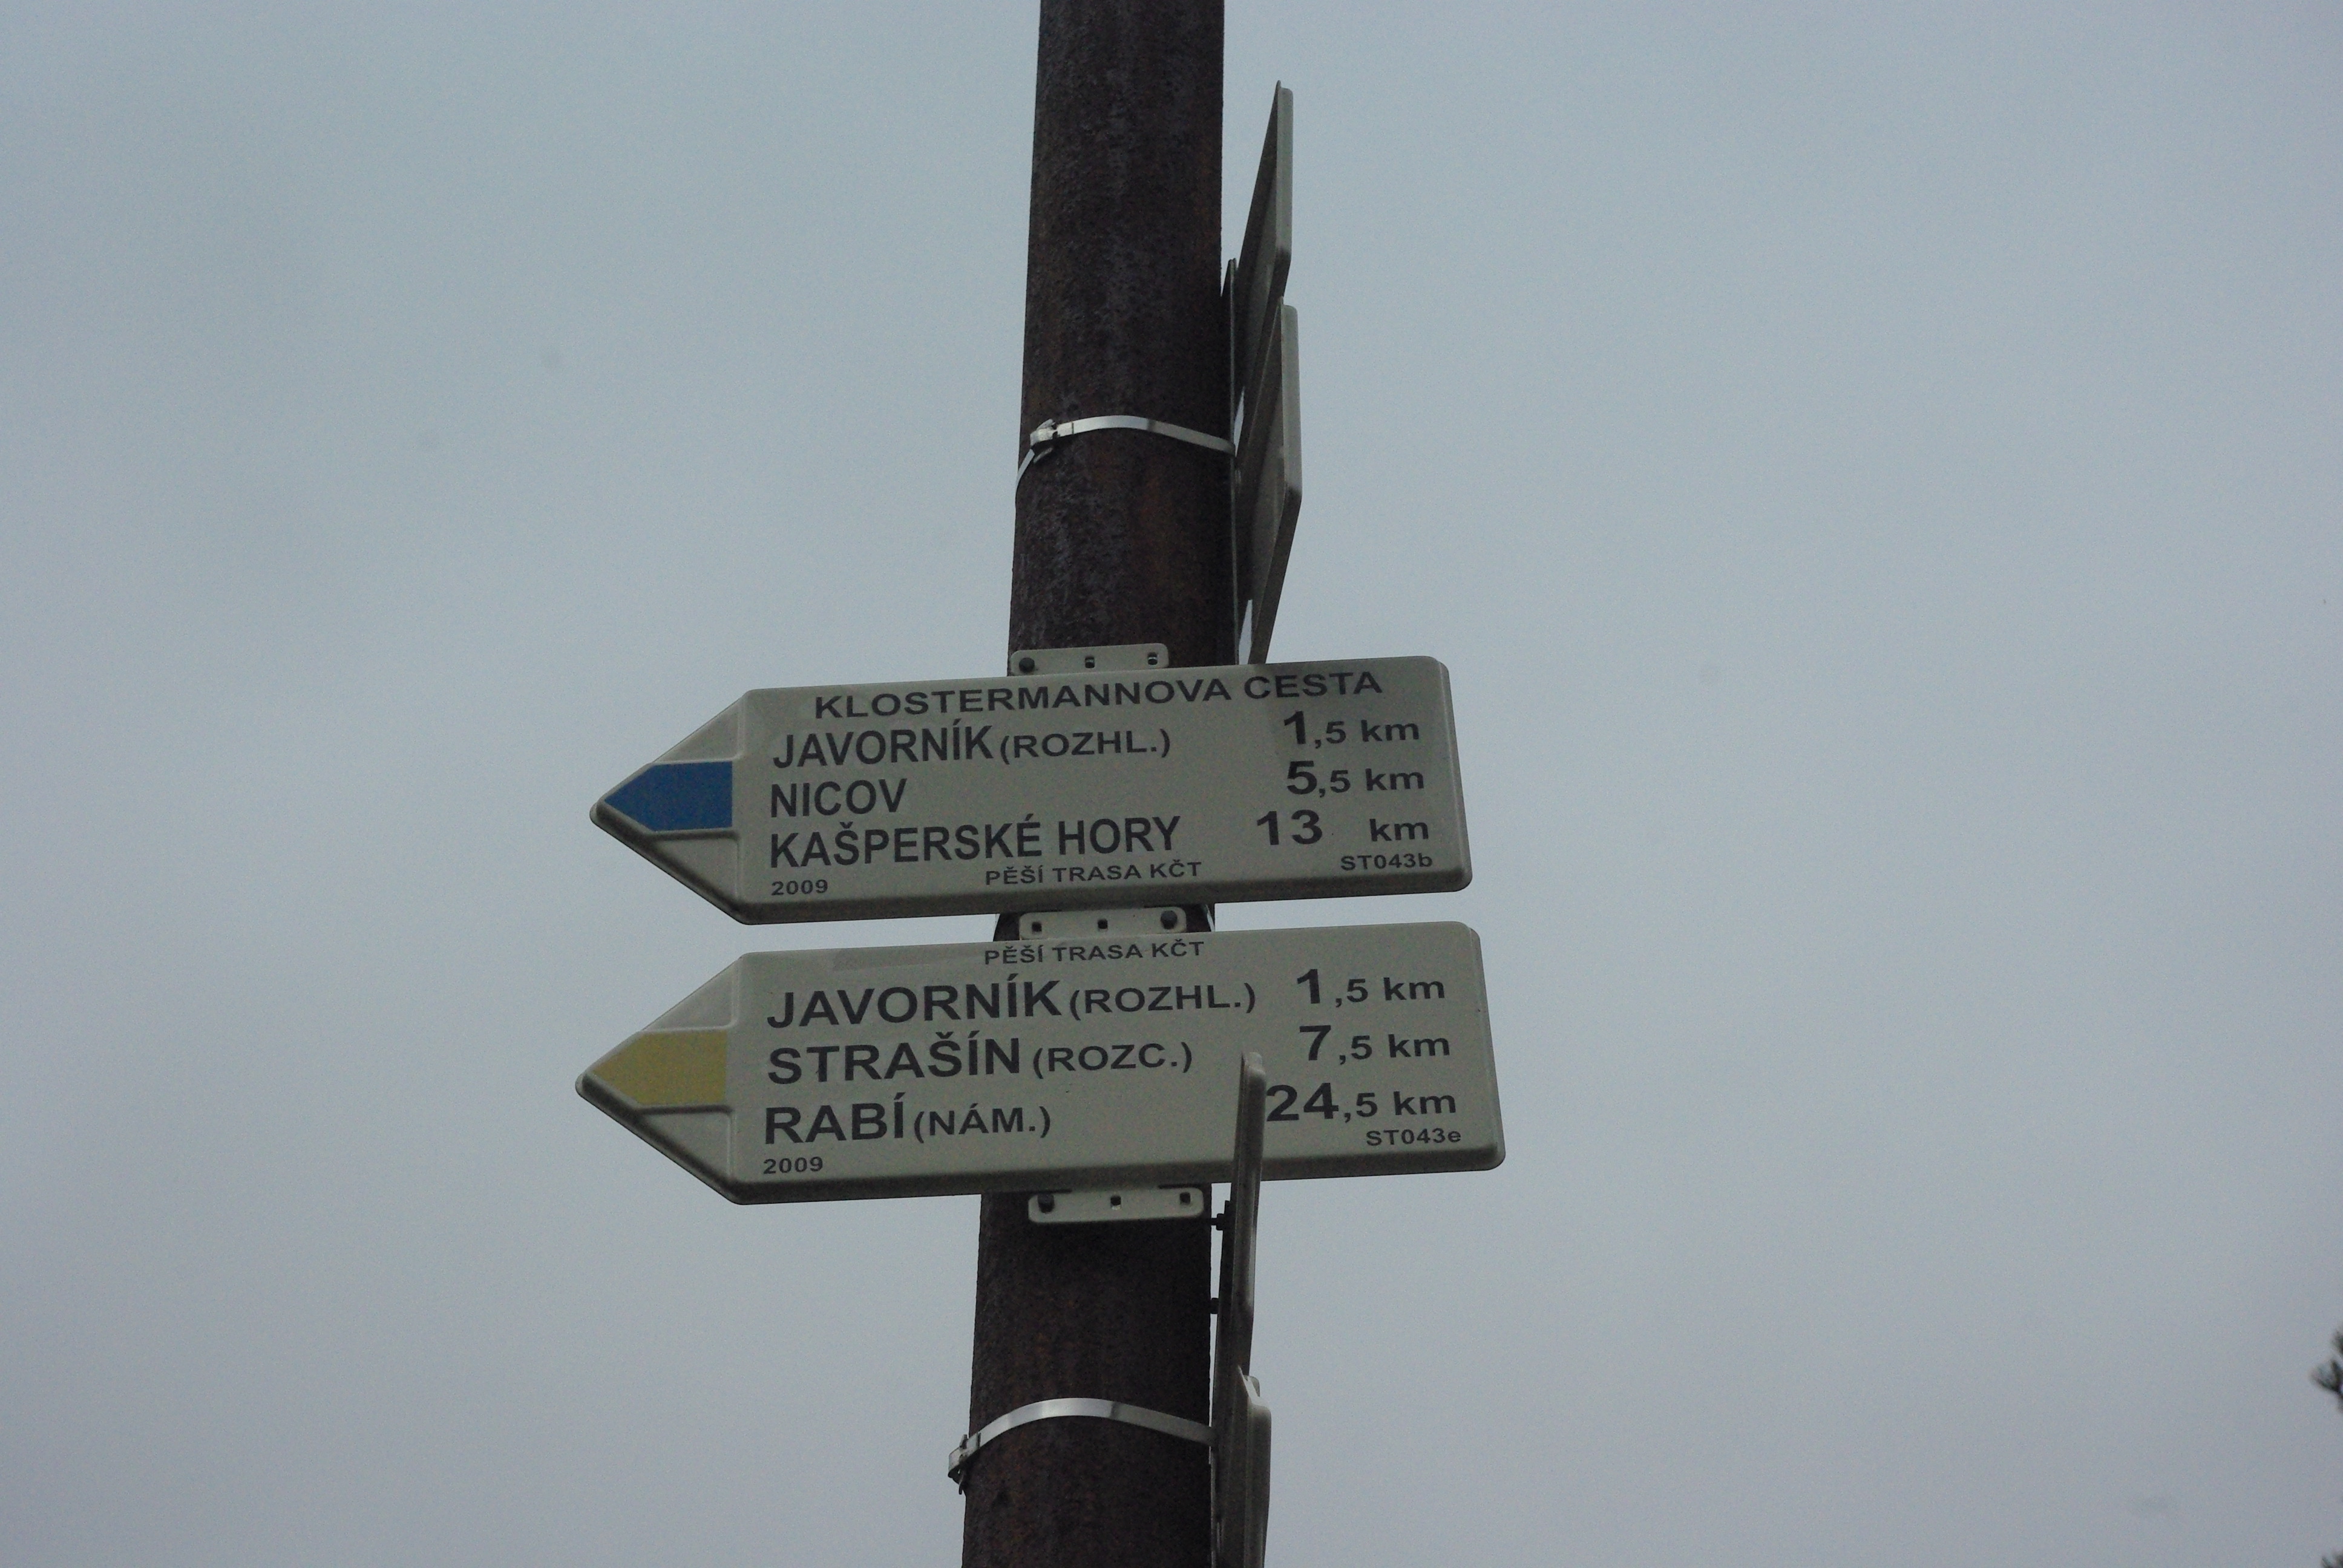 KLOSTERMANNOVA CESTA
JAVORNÍK (ROZHL.) 1,5 km
NICOV 5,5 km
KAŠPERSKÉ HORY 13 km
2009 PĚŠÍ TRASA KČT ST043b
PĚŠÍ TRASA KČT
JAVORNÍK (ROZHL.) 1,5 km
STRAŠÍN (ROZC.) 7,5 km
RABÍ (NÁM.) 24,5 km
2009 ST043e